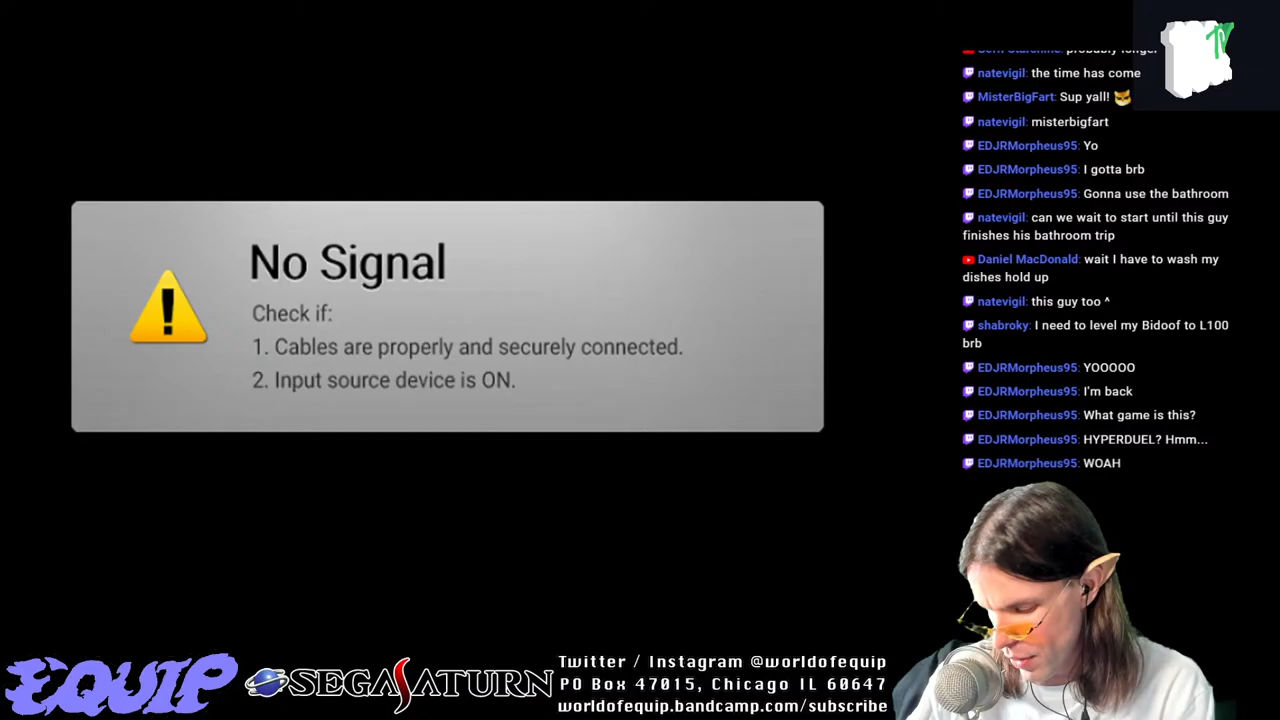 No Signal
Check if:
1. Cables are properly and securely connected.
2. Input source device is ON.
probably longer
natevigil: the time has come
MisterBigFart: Sup yall!
natevigil: misterbigfart
EDJRMorpheus95: Yo
EDJRMorpheus95: I gotta brb
EDJRMorpheus95: Gonna use the bathroom
natevigil: can we wait to start until this guy
finishes his bathroom trip
Daniel MacDonald: wait I have to wash my
dishes hold up
natevigil: this guy too ^
shabroky: I need to level my Bidoof to L100
brb
EDJRMorpheus95: YOOOOO
EDJRMorpheus95: I'm back
EDJRMorpheus95: What game is this?
EDJRMorpheus95: HYPERDUEL? Hmm...
EDJRMorpheus95: WOAH
TV
EQUIP
SEGA SATURN
Twitter / Instagram @worldofequip
PO Box 47015, Chicago IL 60647
worldofequip.bandcamp.com/subscribe